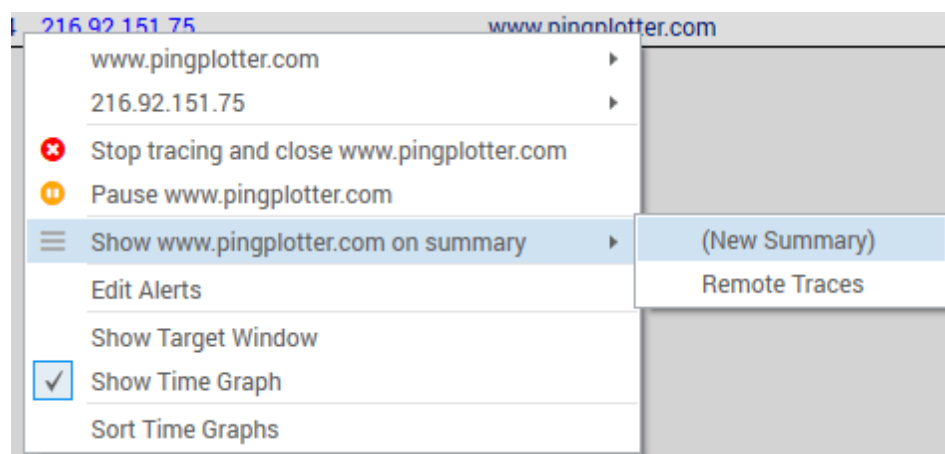 216.92.151.75 www.pingplotter.com
www.pingplotter.com
216.92.151.75
Stop tracing and close www.pingplotter.com
Pause www.pingplotter.com
Show www.pingplotter.com on summary
(New Summary)
Remote Traces
Edit Alerts
Show Target Window
Show Time Graph
Sort Time Graphs